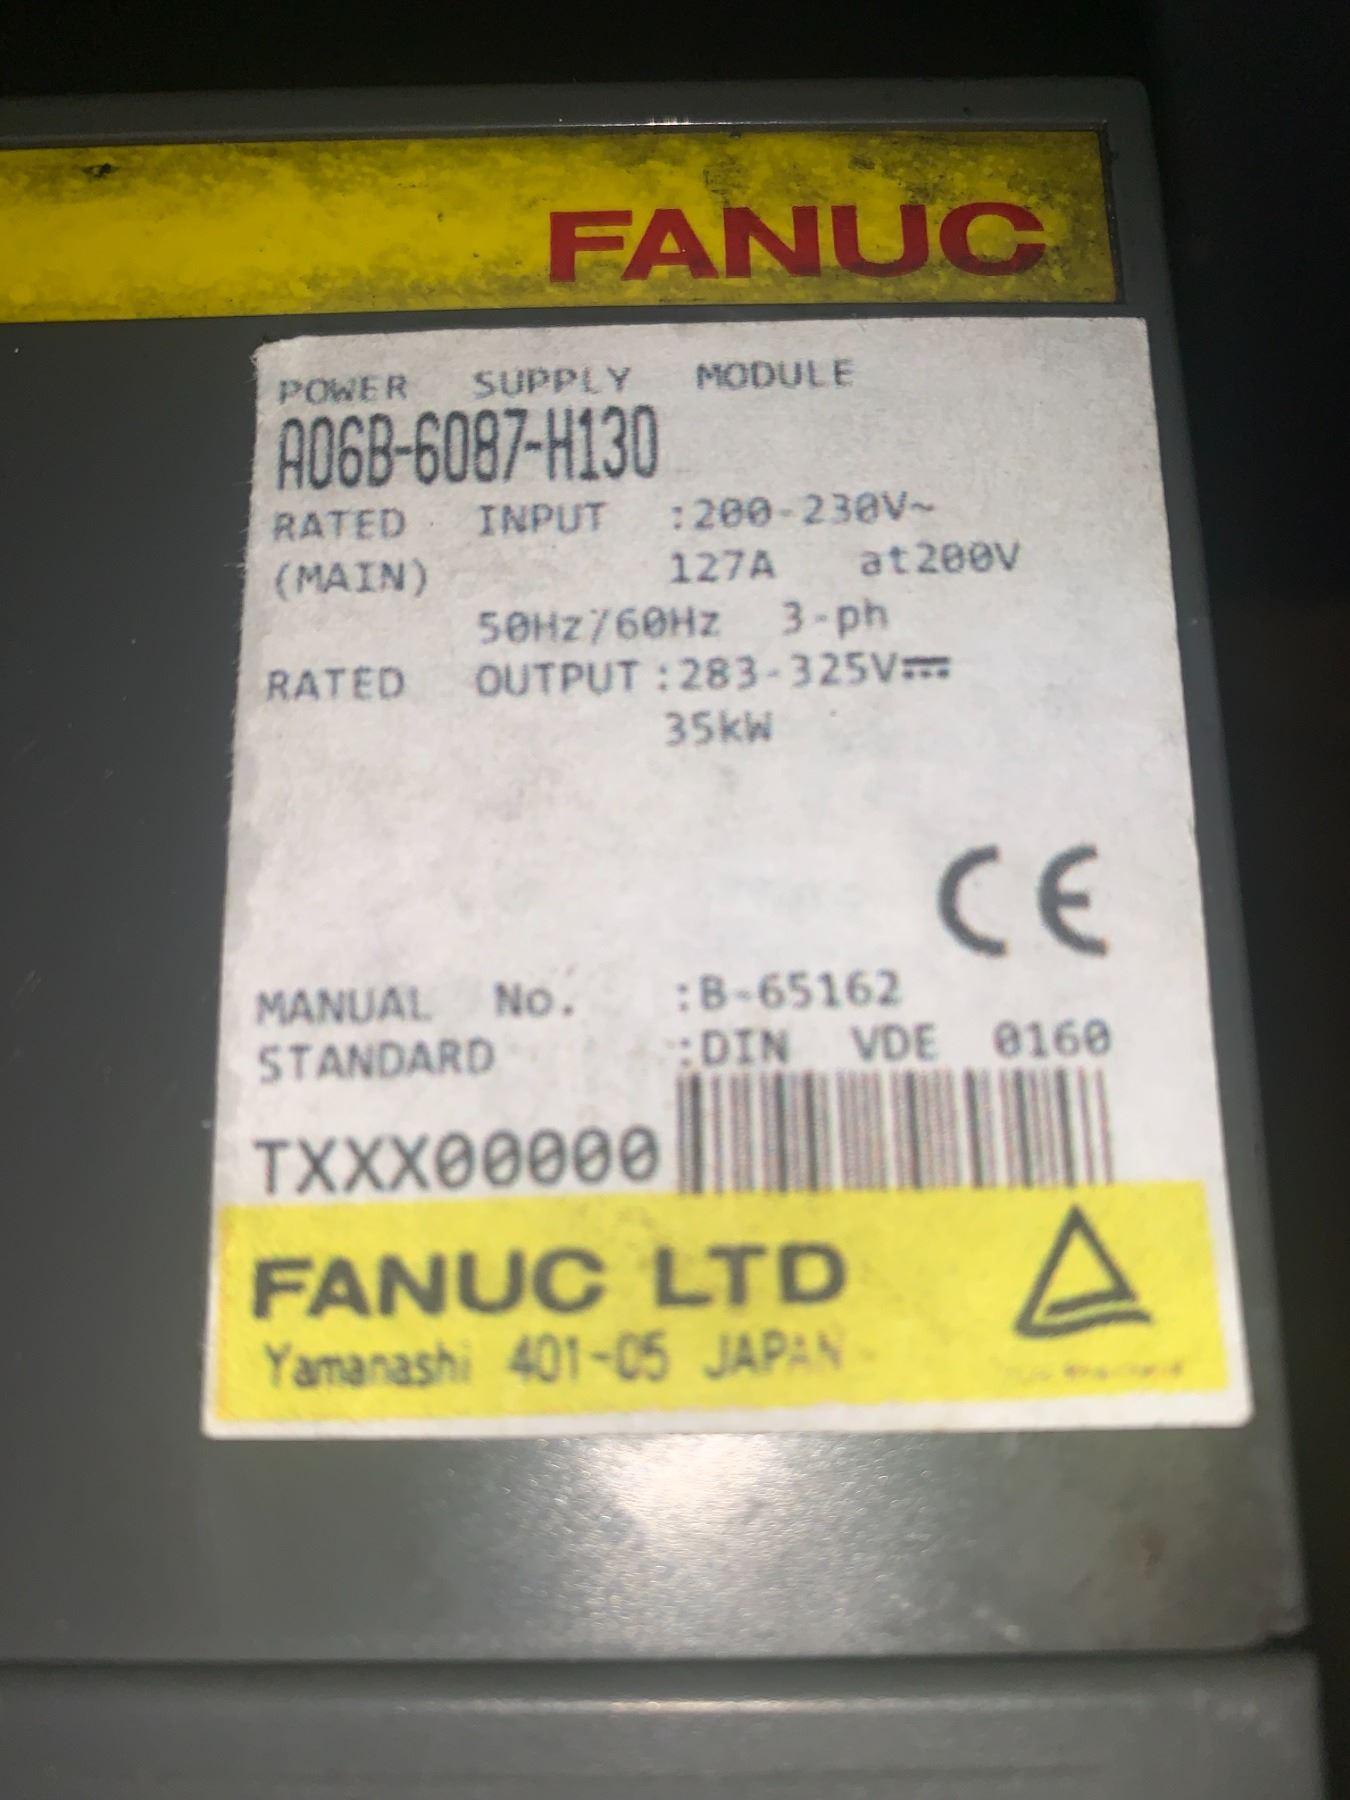 FANUC
POWER SUPPLY MODULE
A06B-6087-H130
RATED INPUT :200-230V~
(MAIN) 127A at200V
50Hz/60Hz 3-ph
RATED OUTPUT :283-325V⎓
35kW
CE
MANUAL No. :B-65162
STANDARD :DIN VDE 0160
TXXX00000
FANUC LTD
Yamanashi 401-05 JAPAN